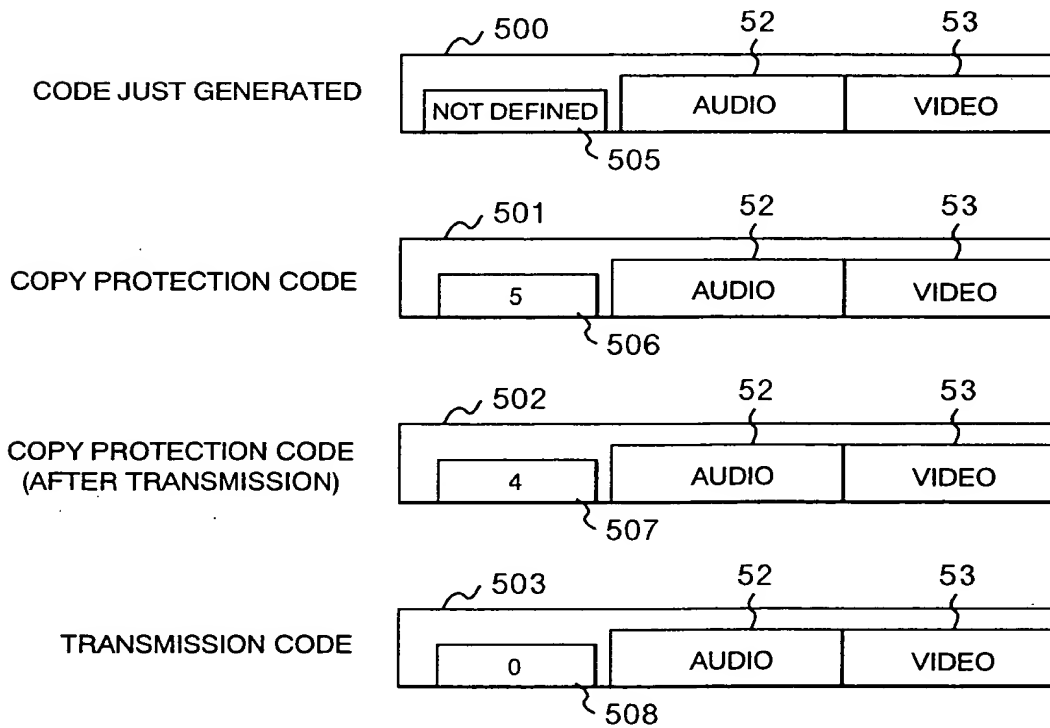 500 52 53
CODE JUST GENERATED NOT DEFINED AUDIO VIDEO
505
501 52 53
COPY PROTECTION CODE 5 AUDIO VIDEO
506
502 52 53
COPY PROTECTION CODE
(AFTER TRANSMISSION) 4 AUDIO VIDEO
507
503 52 53
TRANSMISSION CODE 0 AUDIO VIDEO
508